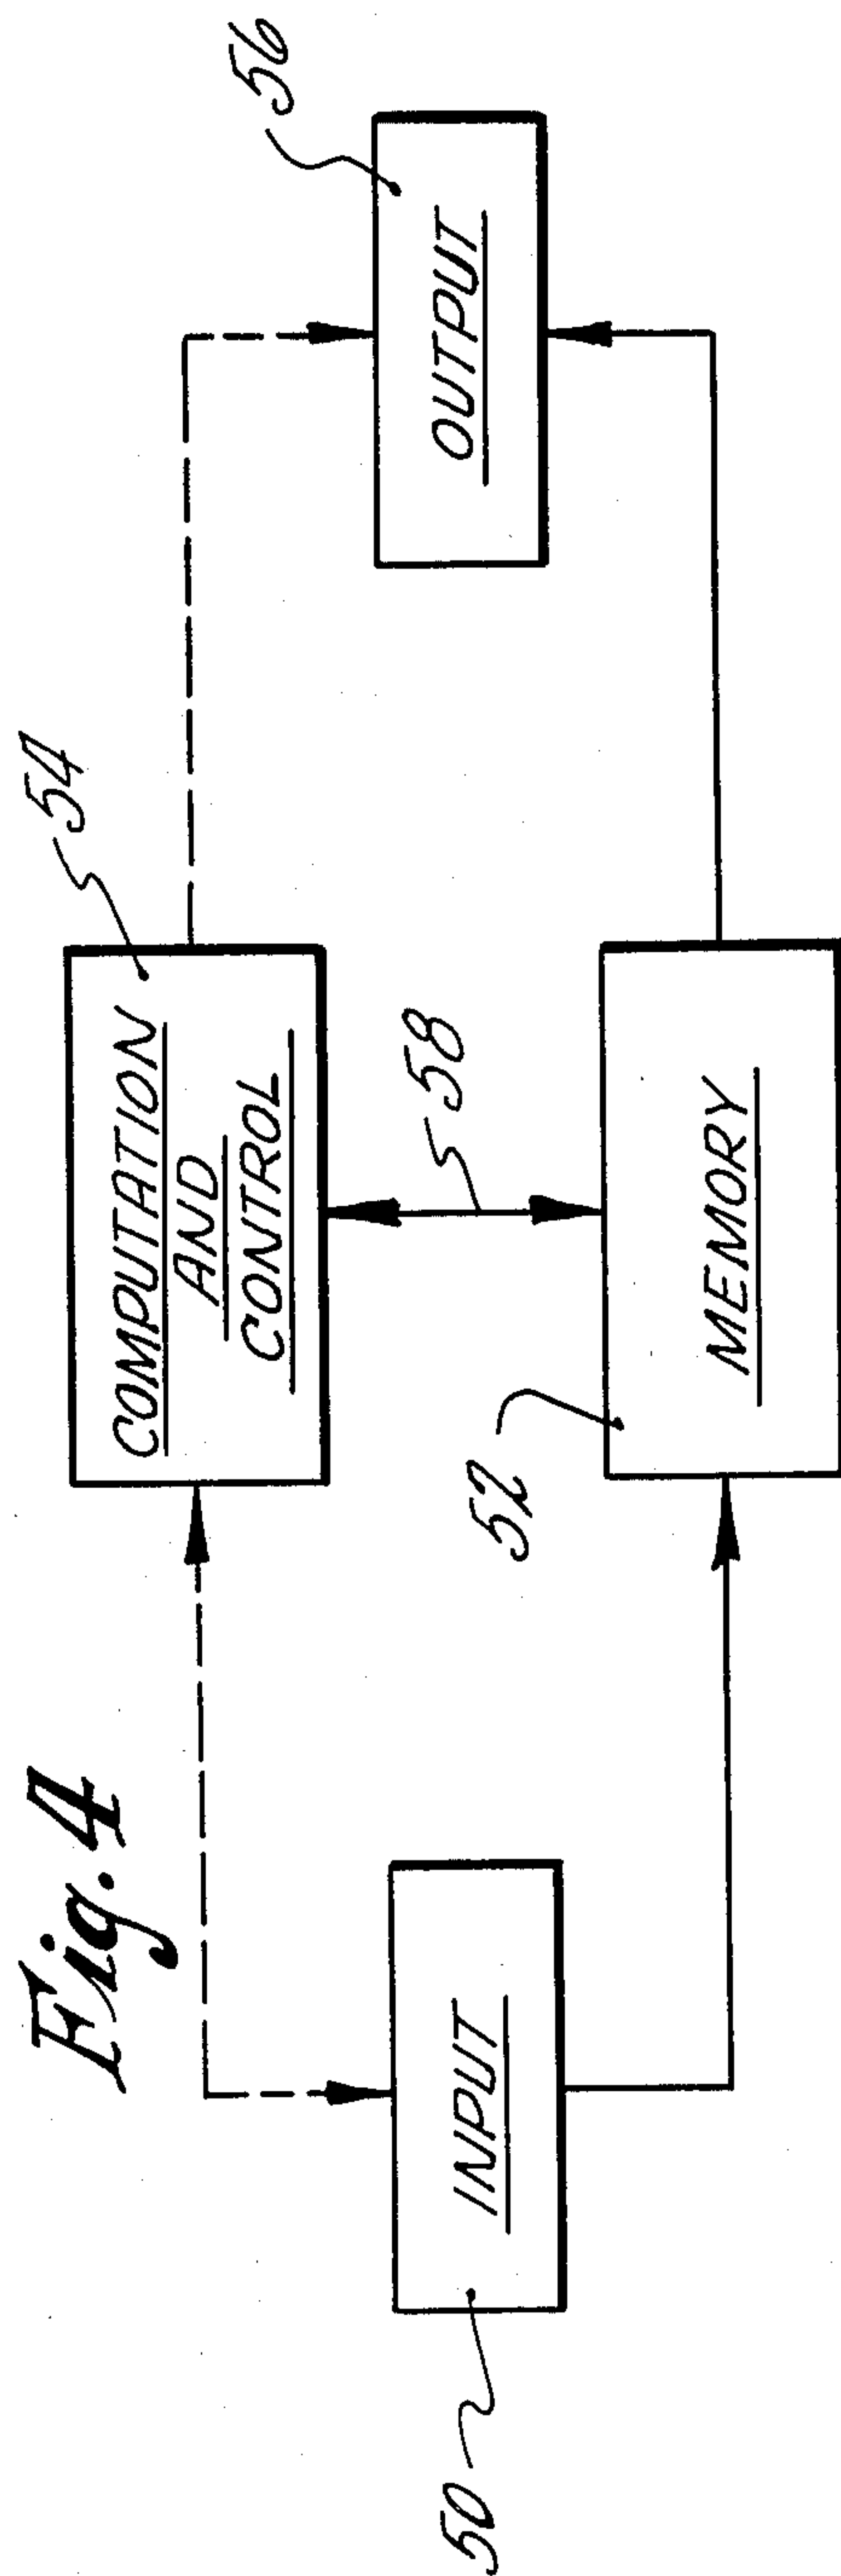 Fig. 4
54
COMPUTATION
AND
CONTROL
56
OUTPUT
58
50
INPUT
52
MEMORY